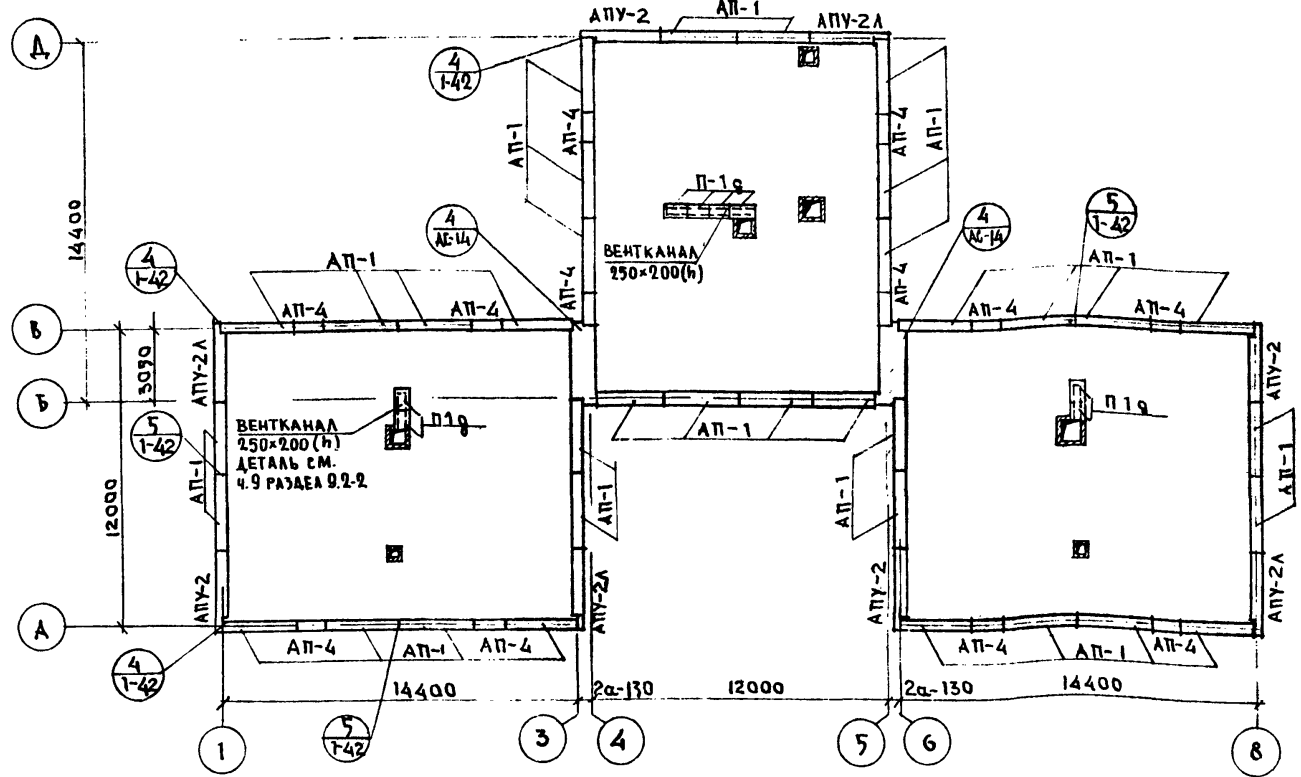 АПУ-2
АП-1
АПУ-2Л
Д
4
1-42
АП-1
АП-4
АП-4
АП-1
14400
П-1g
4
АС-14
ВЕНТКАНАЛ
250×200(h)
4
АС-14
5
1-42
4
1-42
АП-1
АП-4
АП-4
АП-4
АП-4
АП-1
АП-4
АП-4
В
3090
АПУ-2Л
АПУ-2
Б
5
1-42
ВЕНТКАНАЛ
250×200(h)
ДЕТАЛЬ СМ.
Ч.9 РАЗДЕЛА 9.2-2
П1g
АП-1
П1g
12000
АП-1
АП-1
АП-1
АП-1
АПУ-2
АПУ-2Л
АПУ-2
АПУ-2Л
А
АП-4
АП-1
АП-4
АП-4
АП-1
АП-4
4
1-42
14400
2а-130
12000
2а-130
14400
5
1-42
1
3
4
5
6
8